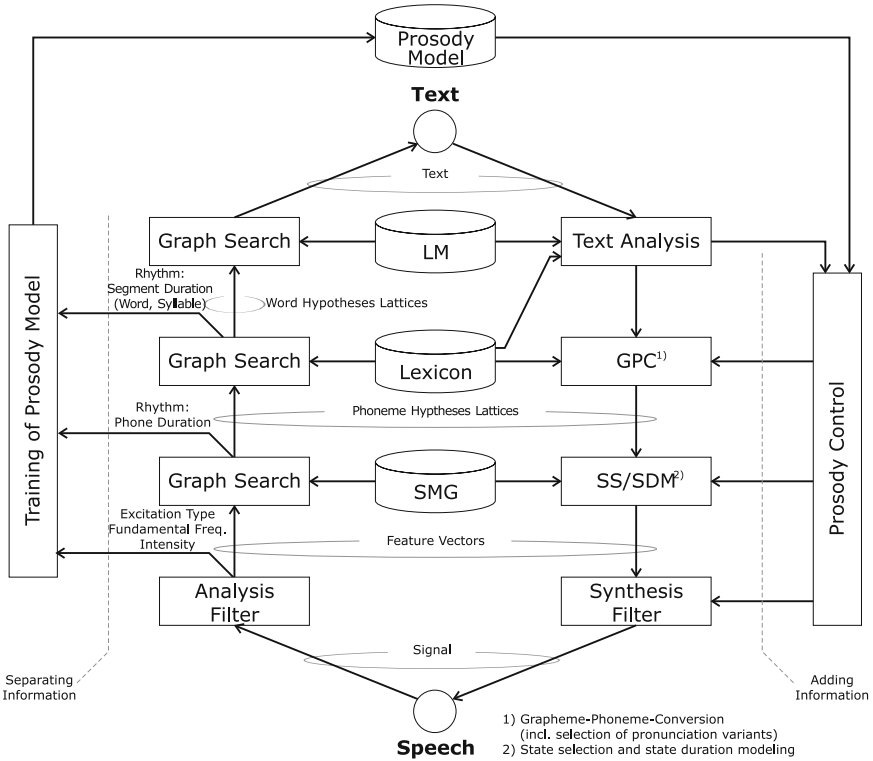 Prosody
Model
Text
Text
Graph Search
LM
Text Analysis
Rhythm:
Segment Duration
(Word, Syllable)
Word Hypotheses Lattices
Training of Prosody Model
Graph Search
Lexicon
GPC1)
Prosody Control
Rhythm:
Phone Duration
Phoneme Hyptheses Lattices
Graph Search
SMG
SS/SDM2)
Excitation Type
Fundamental Freq.
Intensity
Feature Vectors
Analysis
Filter
Synthesis
Filter
Signal
Separating
Information
Adding
Information
Speech
1) Grapheme-Phoneme-Conversion
(incl. selection of pronunciation variants)
2) State selection and state duration modeling